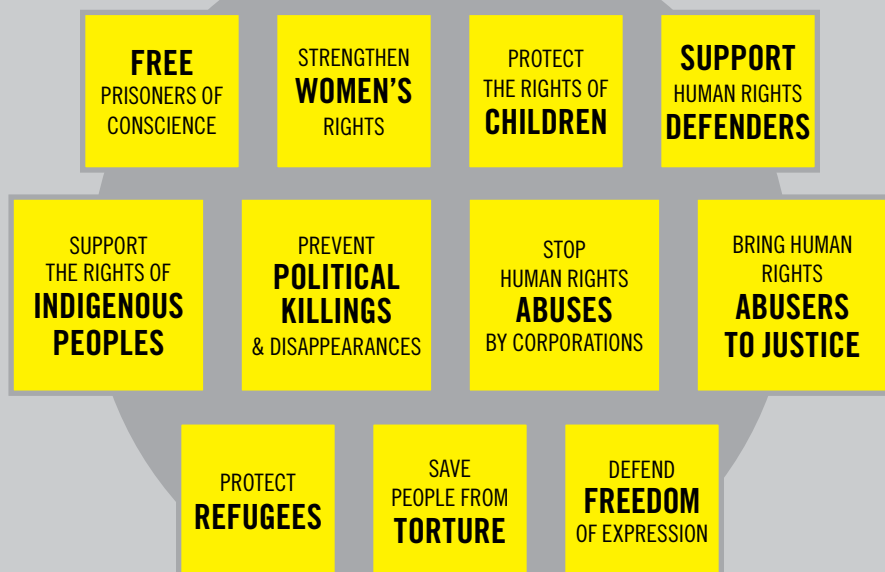 FREE
PRISONERS OF
CONSCIENCE
STRENGTHEN
WOMEN'S
RIGHTS
PROTECT
THE RIGHTS OF
CHILDREN
SUPPORT
HUMAN RIGHTS
DEFENDERS
SUPPORT
THE RIGHTS OF
INDIGENOUS
PEOPLES
PREVENT
POLITICAL
KILLINGS
& DISAPPEARANCES
STOP
HUMAN RIGHTS
ABUSES
BY CORPORATIONS
BRING HUMAN
RIGHTS
ABUSERS
TO JUSTICE
PROTECT
REFUGEES
SAVE
PEOPLE FROM
TORTURE
DEFEND
FREEDOM
OF EXPRESSION